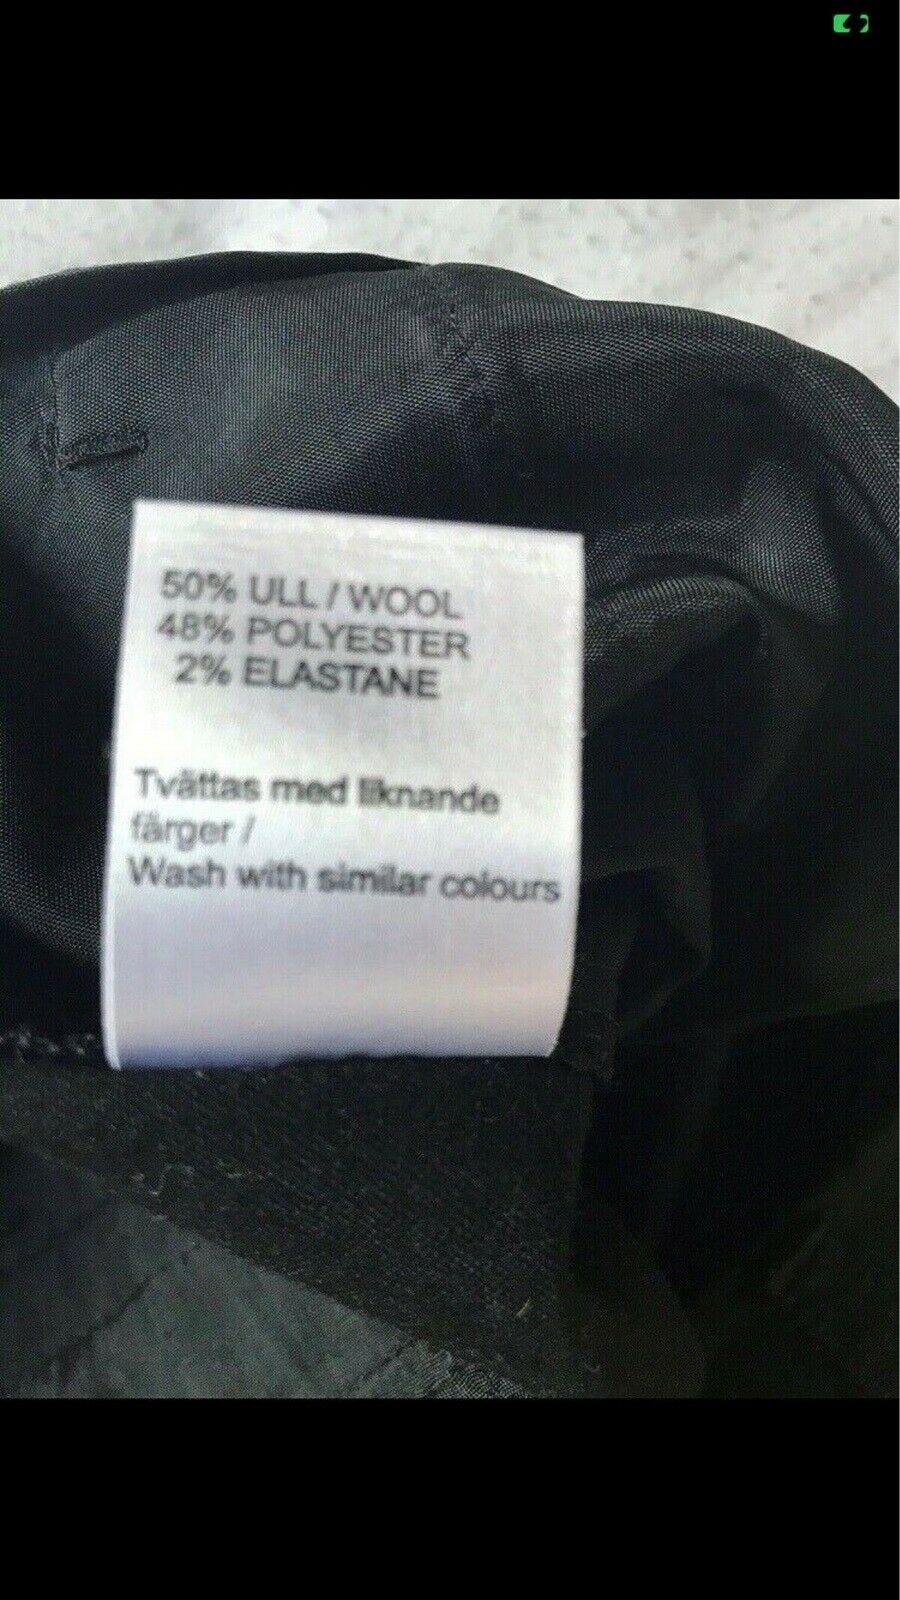 50% ULL / WOOL
48% POLYESTER
2% ELASTANE
Tvättas med liknande
färger /
Wash with similar colours